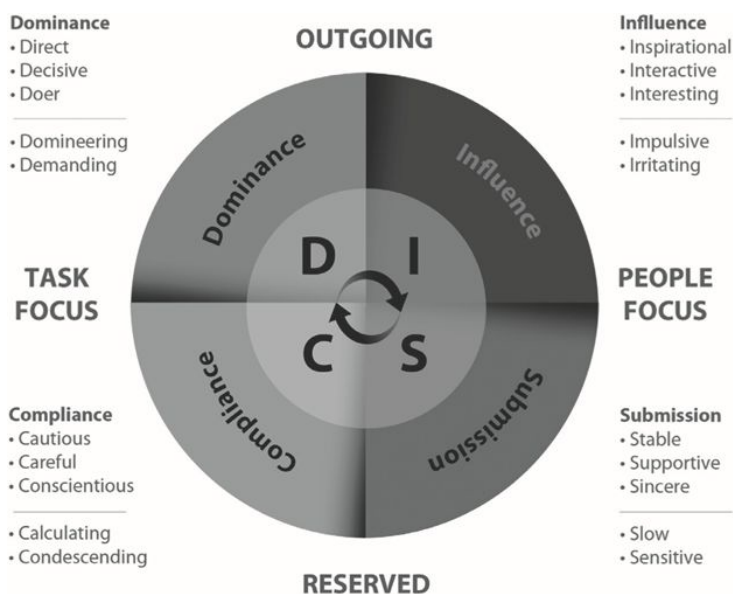 Dominance
• Direct
• Decisive
• Doer
• Domineering
• Demanding
OUTGOING
Inflluence
• Inspirational
• Interactive
• Interesting
• Impulsive
• Irritating
TASK
FOCUS
Dominance
Influence
D I
C S
Compliance
Submission
PEOPLE
FOCUS
Compliance
• Cautious
• Careful
• Conscientious
• Calculating
• Condescending
RESERVED
Submission
• Stable
• Supportive
• Sincere
• Slow
• Sensitive